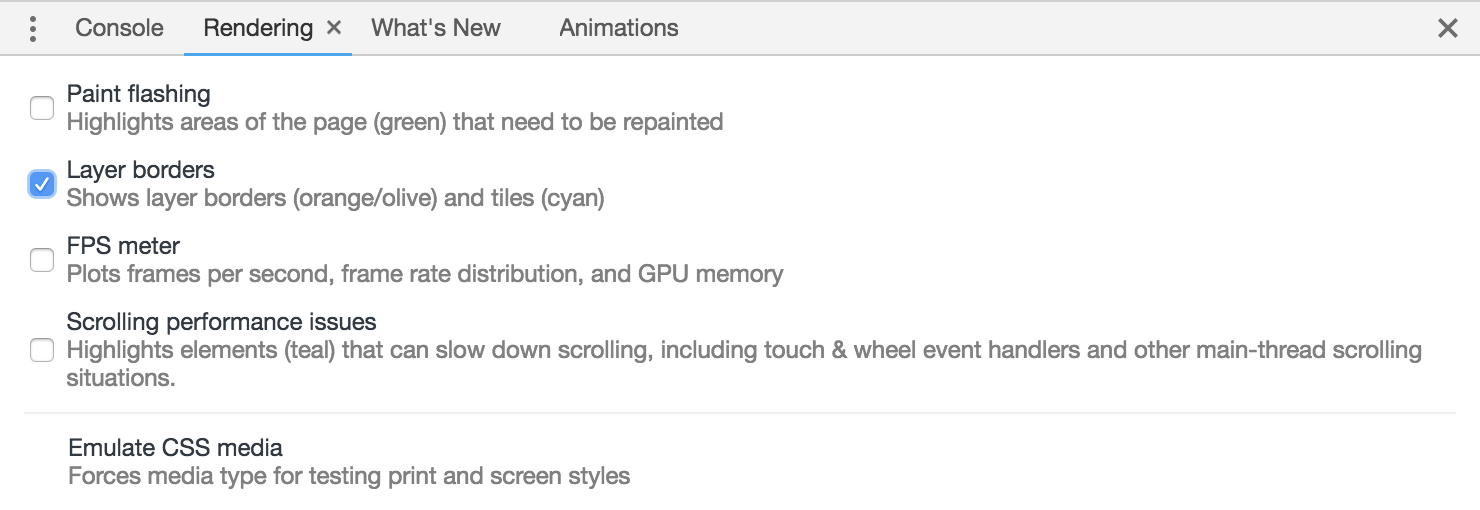 Console Rendering × What's New Animations ×
Paint flashing
Highlights areas of the page (green) that need to be repainted
Layer borders
Shows layer borders (orange/olive) and tiles (cyan)
FPS meter
Plots frames per second, frame rate distribution, and GPU memory
Scrolling performance issues
Highlights elements (teal) that can slow down scrolling, including touch & wheel event handlers and other main-thread scrolling
situations.
Emulate CSS media
Forces media type for testing print and screen styles